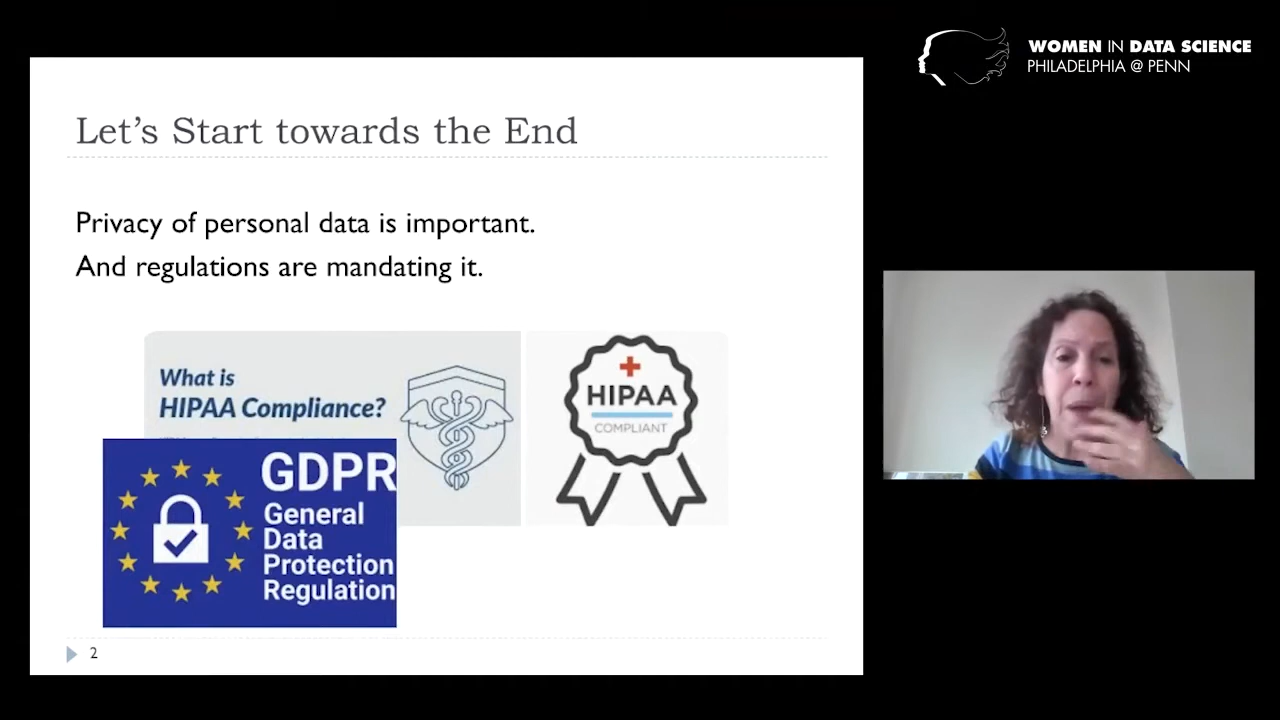 WOMEN IN DATA SCIENCE
PHILADELPHIA @ PENN
Let's Start towards the End
Privacy of personal data is important.
And regulations are mandating it.
What is
HIPAA Compliance?
HIPAA
COMPLIANT
GDPR
General
Data
Protection
Regulation
2